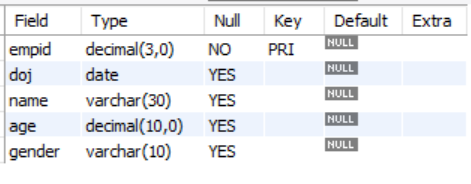 Field Type Null Key Default Extra
empid decimal(3,0) NO PRI NULL
doj date YES NULL
name varchar(30) YES NULL
age decimal(10,0) YES NULL
gender varchar(10) YES NULL